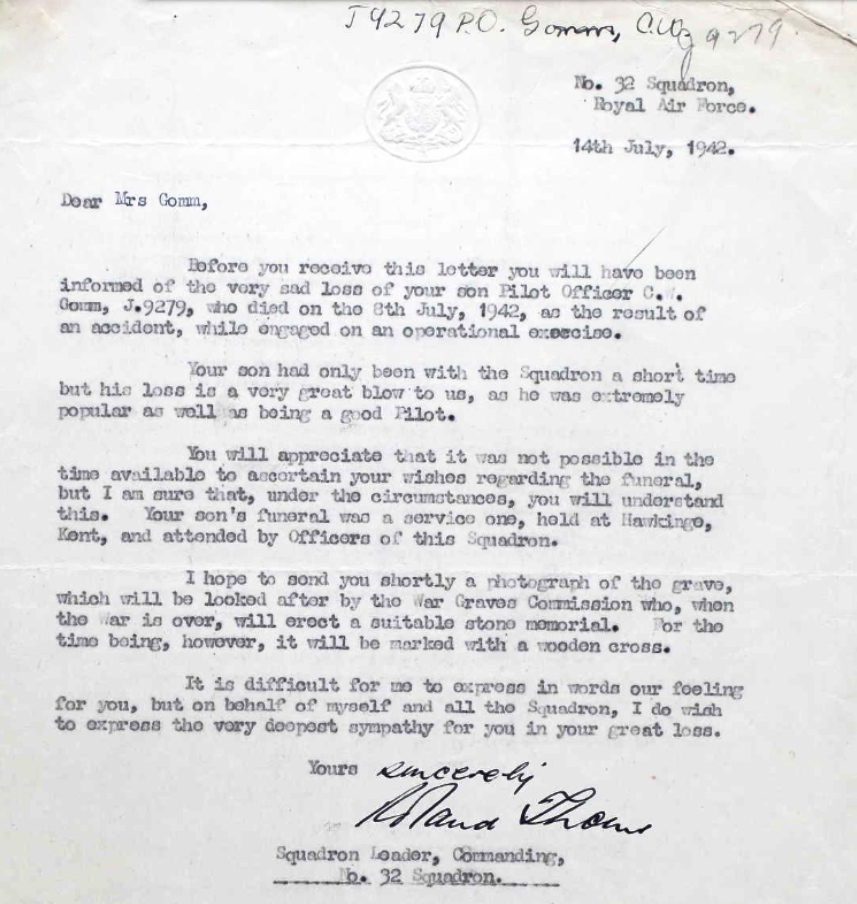 J9279 P.O. Gomm, C.W. J 9279
No. 32 Squadron,
Royal Air Force.
14th July, 1942.
Dear Mrs Gomm,
Before you receive this letter you will have been
informed of the very sad loss of your son Pilot Officer C.W.
Gomm, J.9279, who died on the 8th July, 1942, as the result of
an accident, while engaged on an operational exercise.
Your son had only been with the Squadron a short time
but his loss is a very great blow to us, as he was extremely
popular as well as being a good Pilot.
You will appreciate that it was not possible in the
time available to ascertain your wishes regarding the funeral,
but I am sure that, under the circumstances, you will understand
this. Your son's funeral was a service one, held at Hawkinge,
Kent, and attended by Officers of this Squadron.
I hope to send you shortly a photograph of the grave,
which will be looked after by the War Graves Commission who, when
the War is over, will erect a suitable stone memorial. For the
time being, however, it will be marked with a wooden cross.
It is difficult for me to express in words our feeling
for you, but on behalf of myself and all the Squadron, I do wish
to express the very deepest sympathy for you in your great loss.
Yours sincerely
Squadron Leader, Commanding,
No. 32 Squadron.